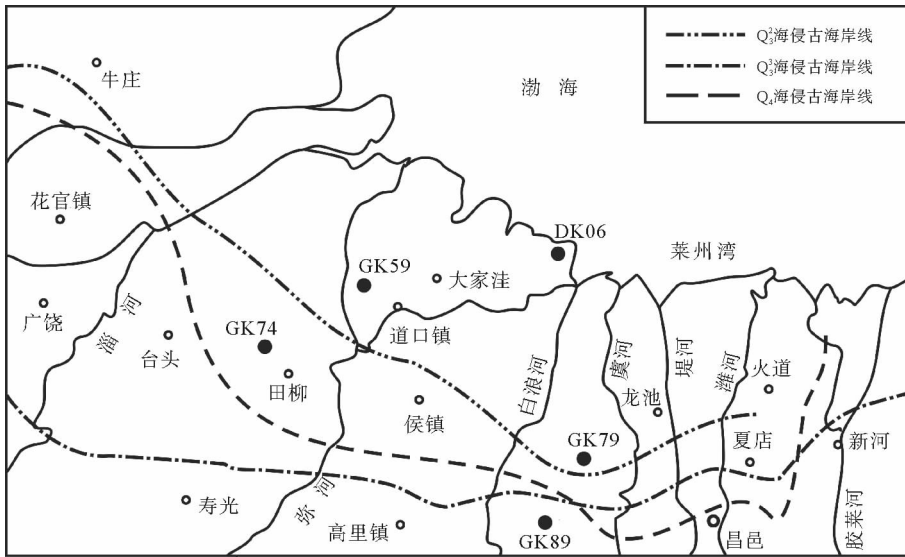 Q₃²海侵古海岸线
Q₃³海侵古海岸线
Q₄海侵古海岸线
牛庄
渤海
花官镇
DK06
莱州湾
GK59
大家洼
广饶
淄河
道口镇
GK74
台头
田柳
白浪河
虞河
堤河
潍河
火道
龙池
侯镇
GK79
夏店
新河
寿光
弥河
高里镇
GK89
昌邑
胶莱河